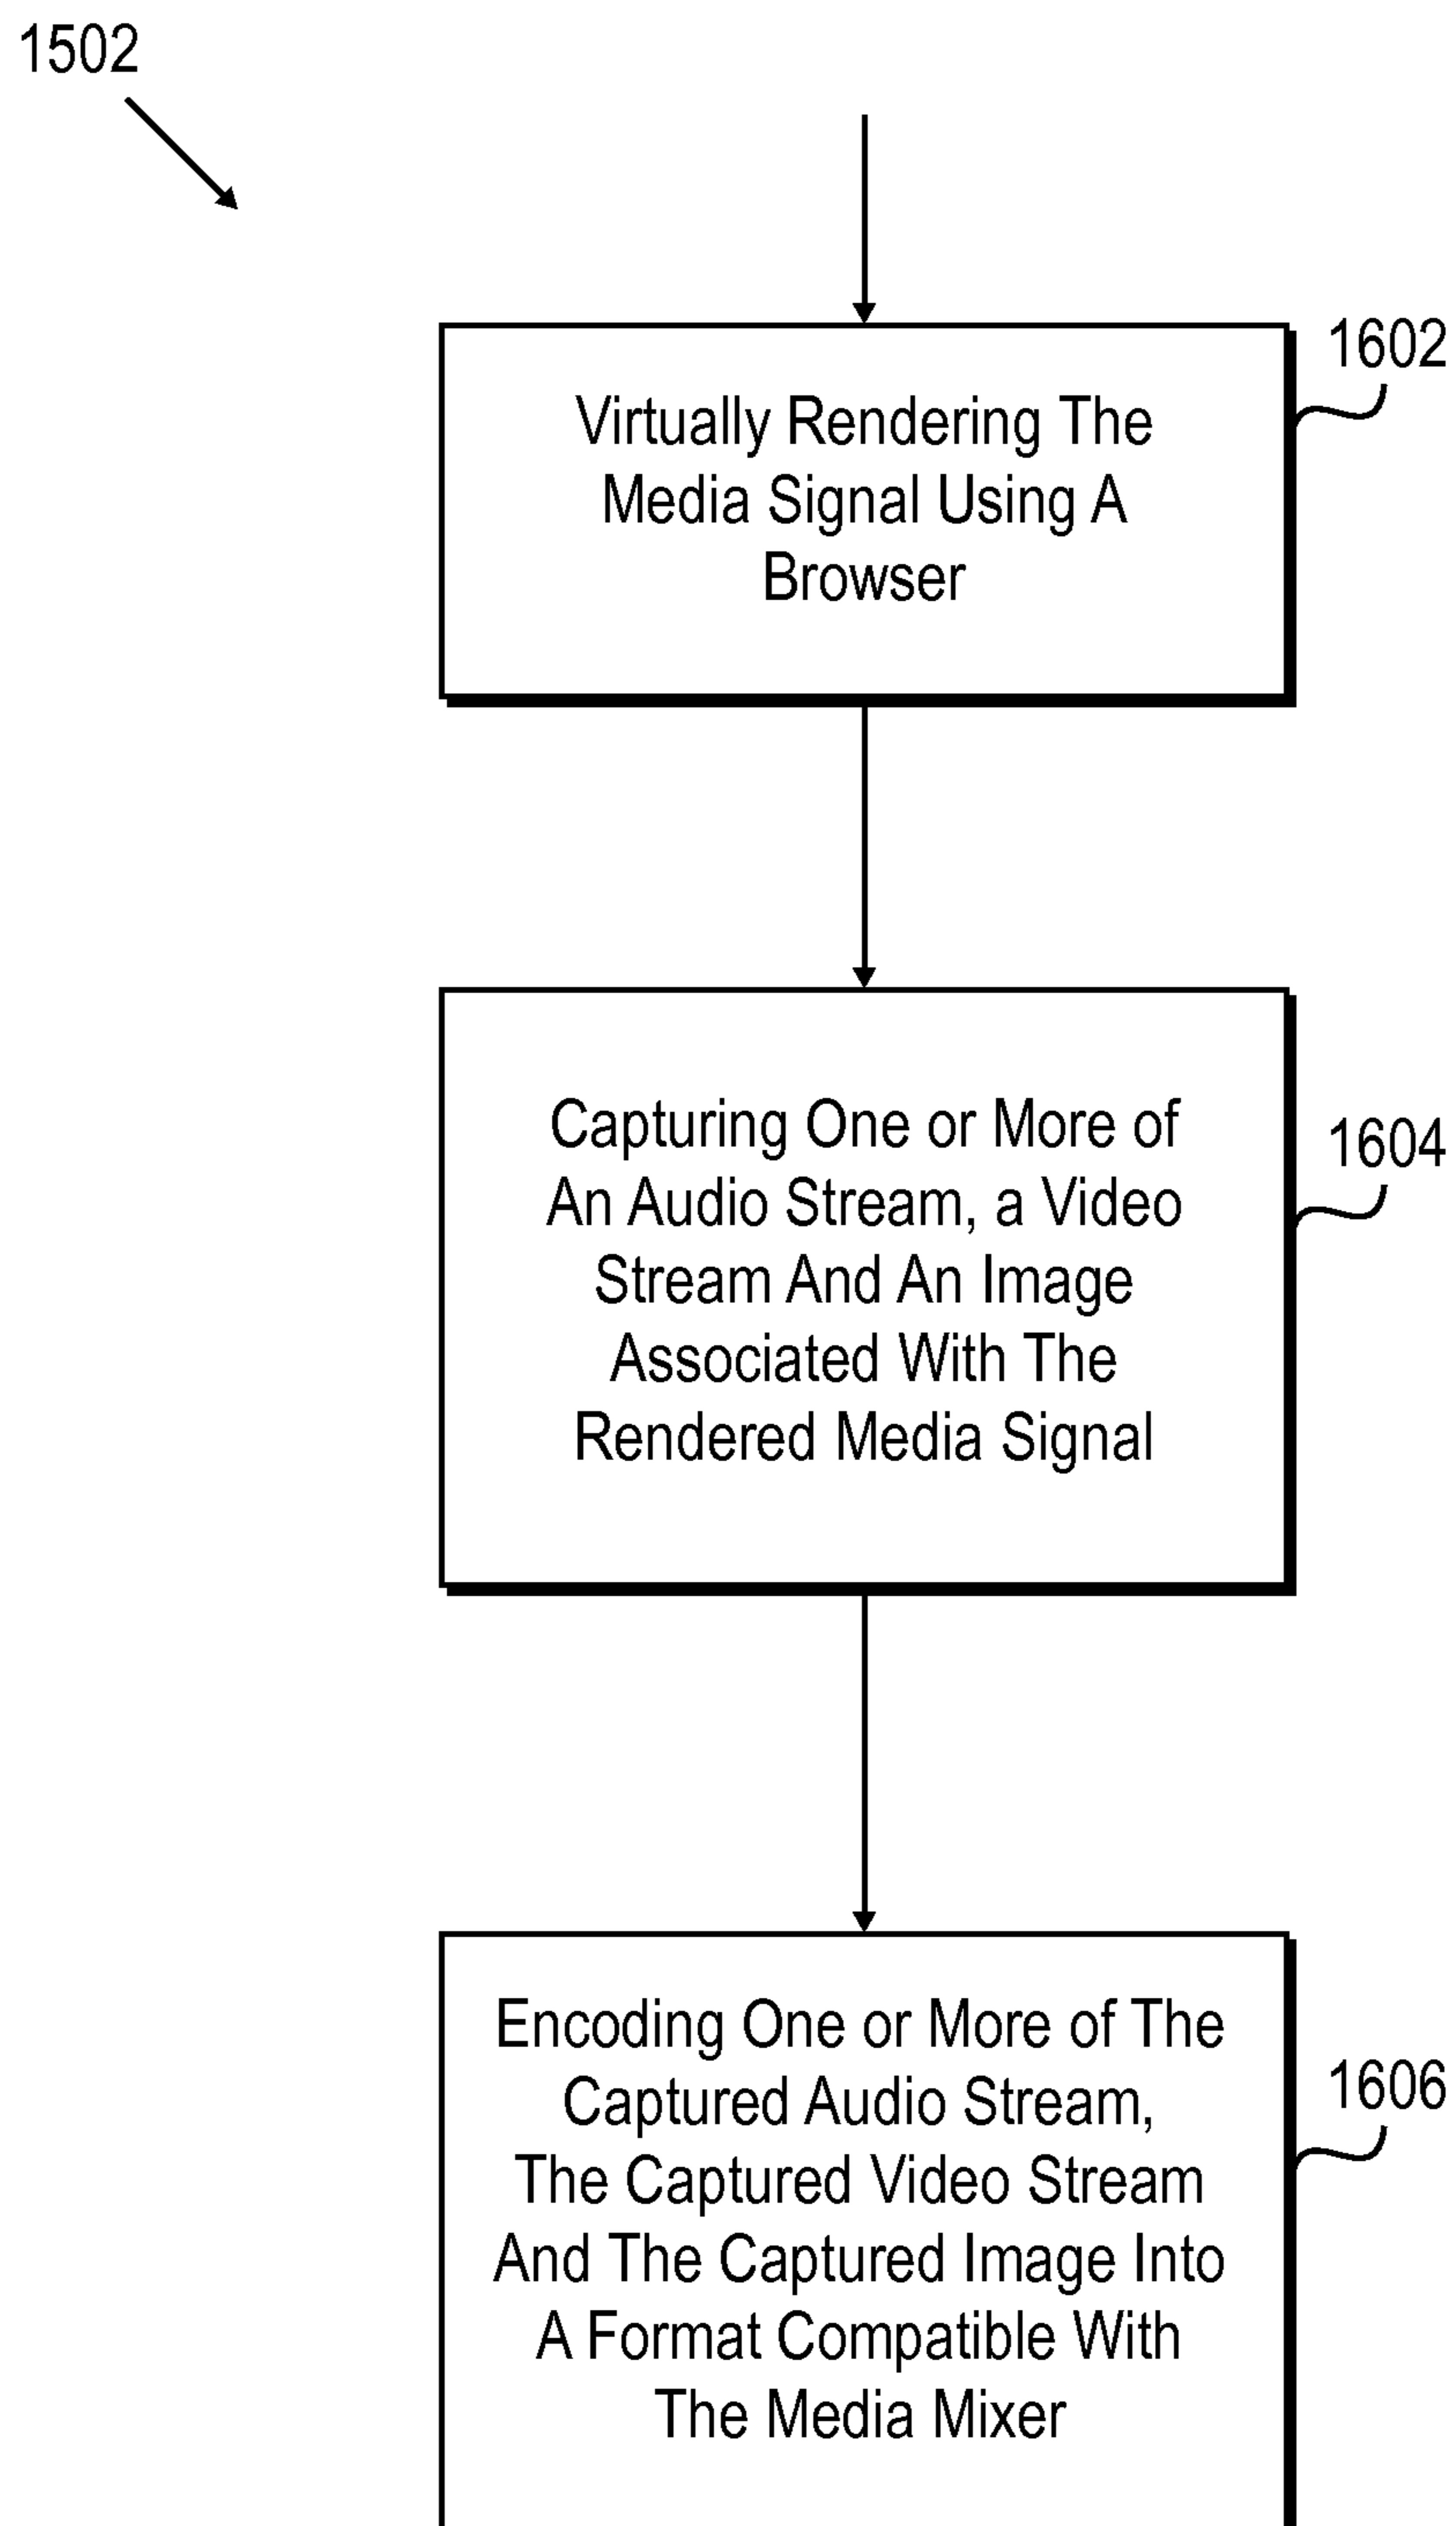 1502
1602
Virtually Rendering The
Media Signal Using A
Browser
Capturing One or More of
An Audio Stream, a Video
Stream And An Image
Associated With The
Rendered Media Signal
1604
Encoding One or More of The
Captured Audio Stream,
The Captured Video Stream
And The Captured Image Into
A Format Compatible With
The Media Mixer
1606